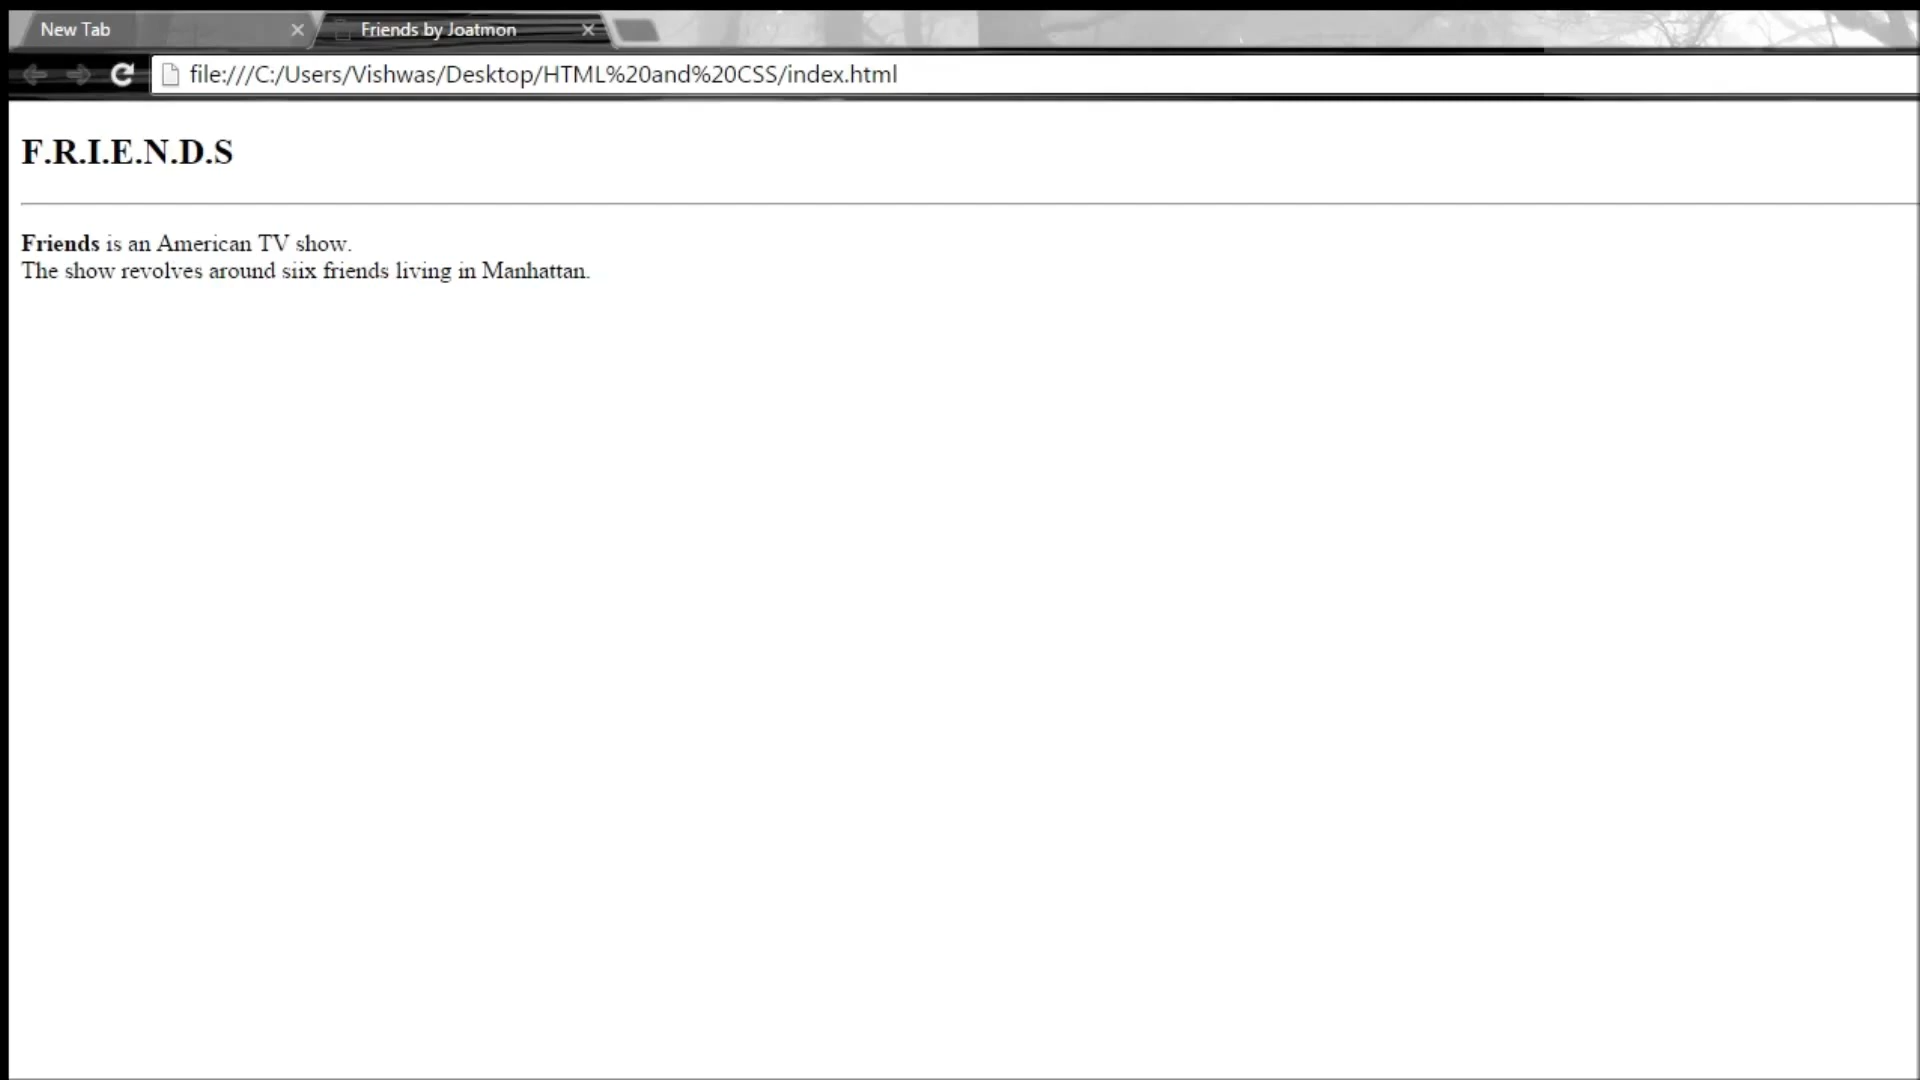 New Tab
Friends by Joatmon
file:///C:/Users/Vishwas/Desktop/HTML%20and%20CSS/index.html
F.R.I.E.N.D.S
Friends is an American TV show.
The show revolves around siix friends living in Manhattan.